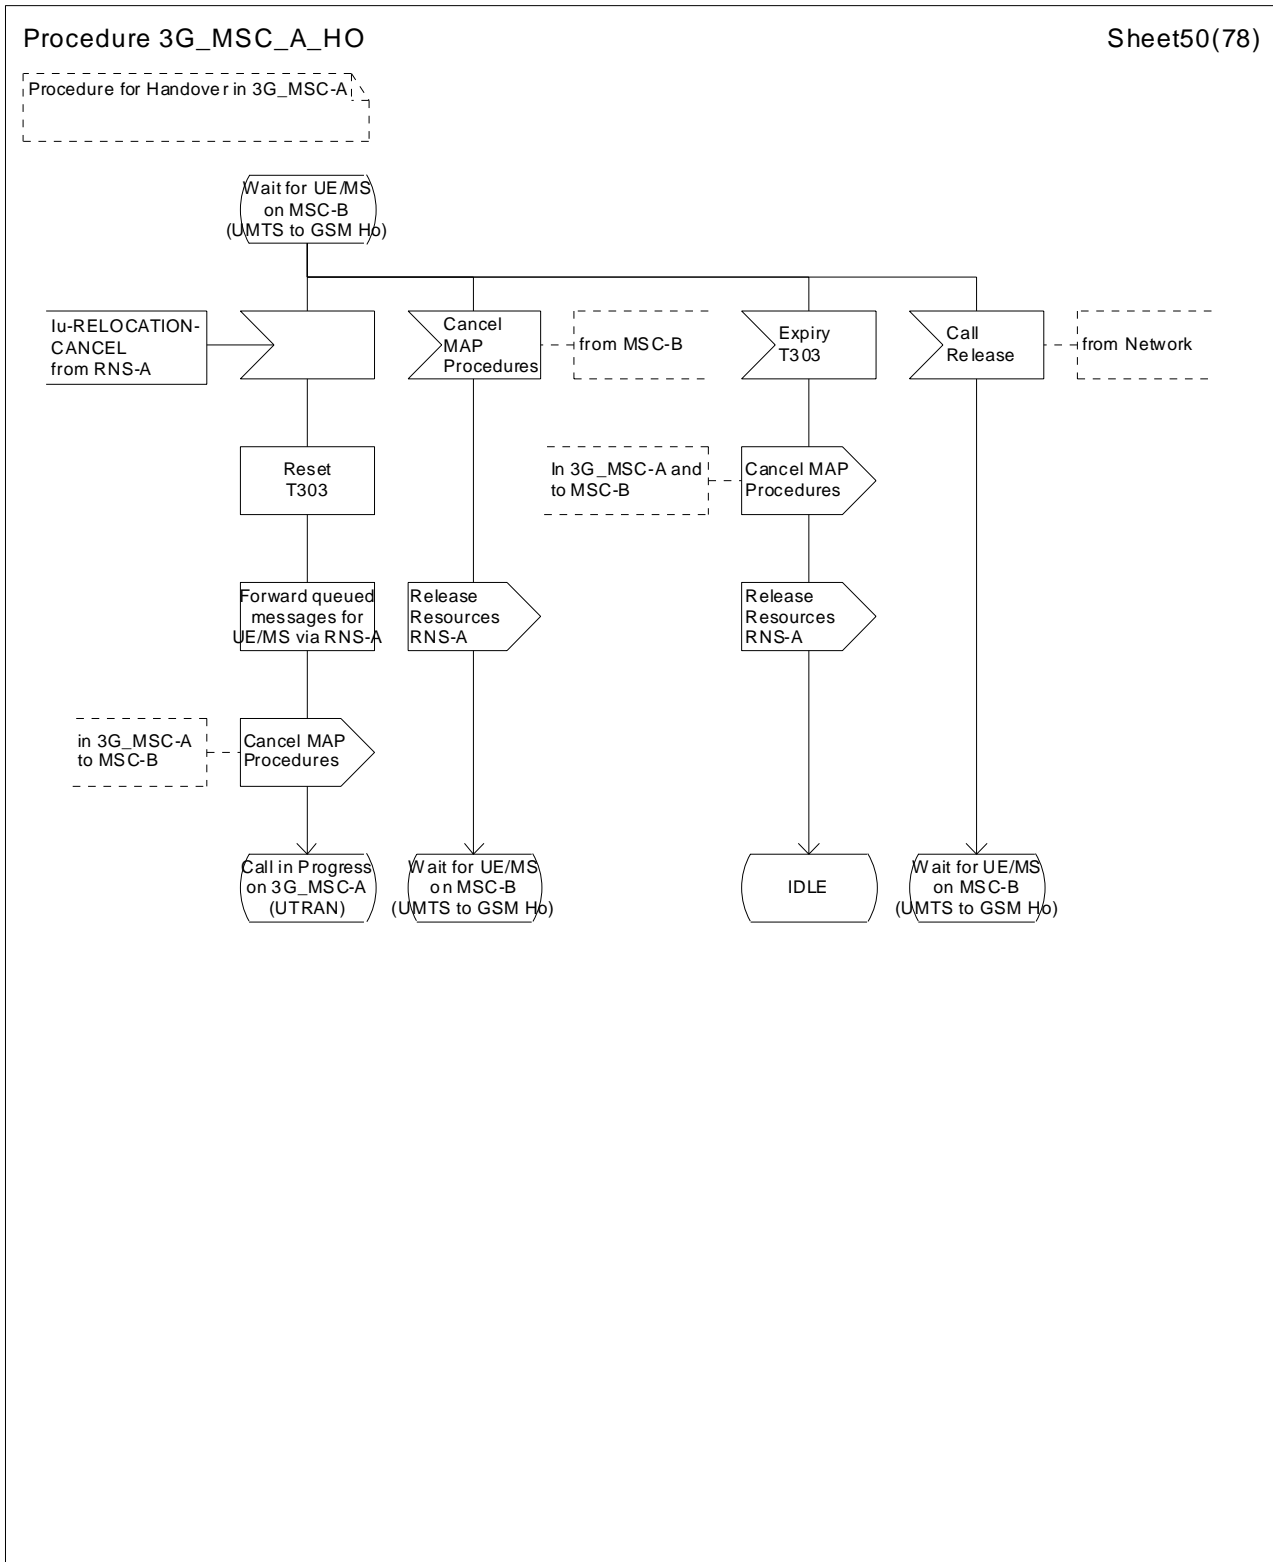 Procedure 3G_MSC_A_HO
Sheet50(78)
Procedure for Handover in 3G_MSC-A
Wait for UE/MS
on MSC-B
(UMTS to GSM Ho)
Iu-RELOCATION-
CANCEL
from RNS-A
Cancel
MAP
Procedures
from MSC-B
Expiry
T303
Call
Release
from Network
Reset
T303
In 3G_MSC-A and
to MSC-B
Cancel MAP
Procedures
Forward queued
messages for
UE/MS via RNS-A
Release
Resources
RNS-A
Release
Resources
RNS-A
in 3G_MSC-A
to MSC-B
Cancel MAP
Procedures
Call in Progress
on 3G_MSC-A
(UTRAN)
Wait for UE/MS
on MSC-B
(UMTS to GSM Ho)
IDLE
Wait for UE/MS
on MSC-B
(UMTS to GSM Ho)